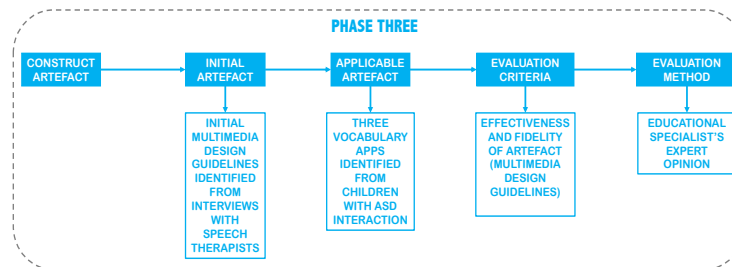 PHASE THREE
CONSTRUCT
ARTEFACT
INITIAL
ARTEFACT
APPLICABLE
ARTEFACT
EVALUATION
CRITERIA
EVALUATION
METHOD
INITIAL
MULTIMEDIA
DESIGN
GUIDELINES
IDENTIFIED
FROM
INTERVIEWS
WITH
SPEECH
THERAPISTS
THREE
VOCABULARY
APPS
IDENTIFIED
FROM
CHILDREN
WITH ASD
INTERACTION
EFFECTIVENESS
AND FIDELITY
OF ARTEFACT
(MULTIMEDIA
DESIGN
GUIDELINES)
EDUCATIONAL
SPECIALIST'S
EXPERT
OPINION